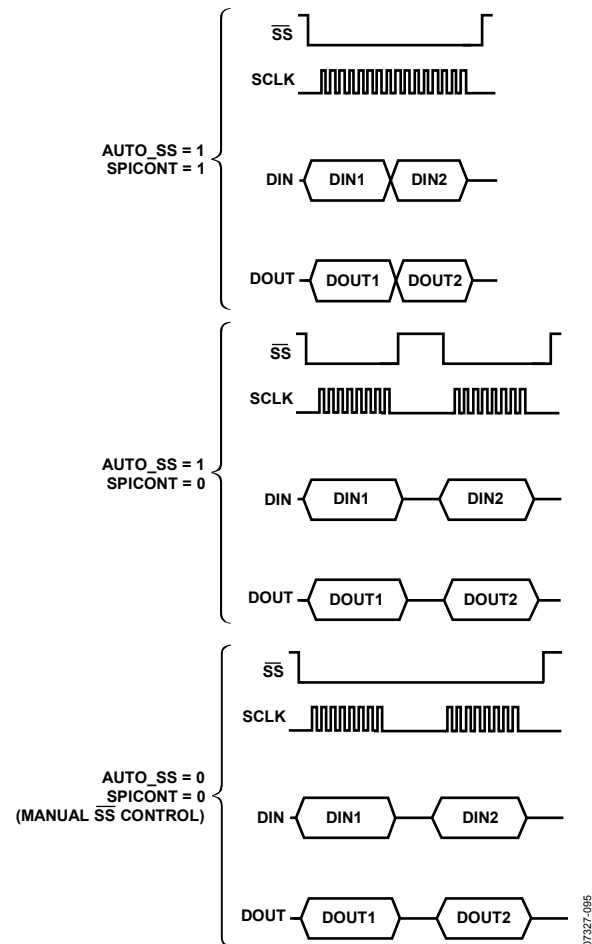 SS
SCLK
AUTO_SS = 1
SPICONT = 1
DIN DIN1 DIN2
DOUT DOUT1 DOUT2
SS
SCLK
AUTO_SS = 1
SPICONT = 0
DIN DIN1 DIN2
DOUT DOUT1 DOUT2
SS
SCLK
AUTO_SS = 0
SPICONT = 0
(MANUAL SS CONTROL)
DIN DIN1 DIN2
DOUT DOUT1 DOUT2
07327-095